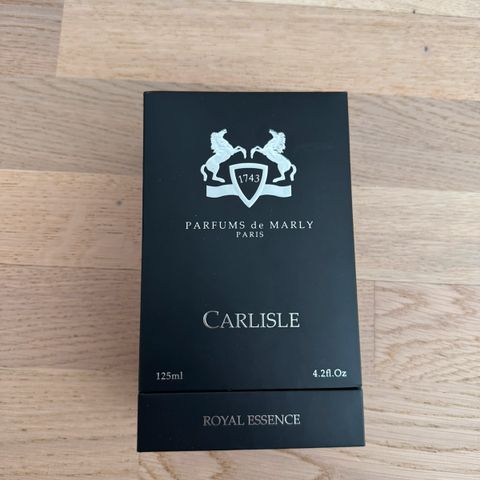 1743
PARFUMS de MARLY
PARIS
CARLISLE
125ml 4.2fl.Oz
ROYAL ESSENCE